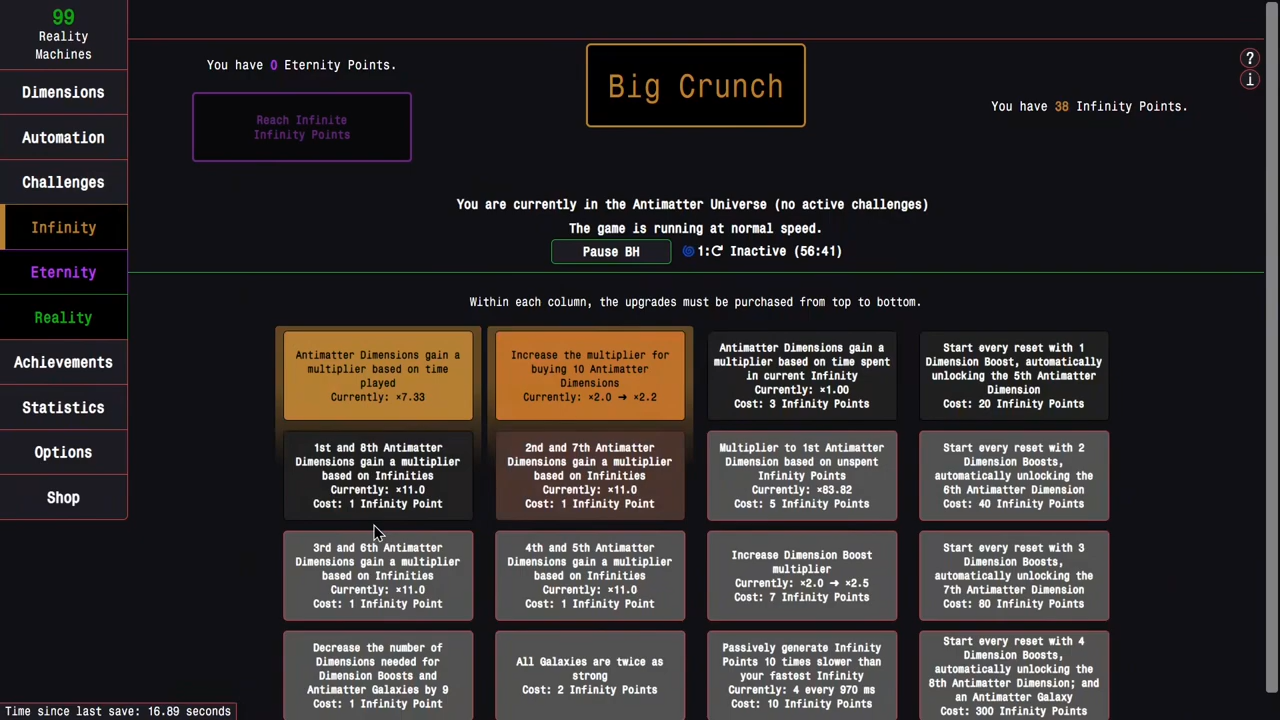 99
Reality
Machines
Dimensions
Automation
Challenges
Infinity
Eternity
Reality
Achievements
Statistics
Options
Shop
You have 0 Eternity Points.
Reach Infinite
Infinity Points
Big Crunch
You have 38 Infinity Points.
?
i
You are currently in the Antimatter Universe (no active challenges)
The game is running at normal speed.
Pause BH
1: Inactive (56:41)
Within each column, the upgrades must be purchased from top to bottom.
Antimatter Dimensions gain a
multiplier based on time
played
Currently: ×7.33
Increase the multiplier for
buying 10 Antimatter
Dimensions
Currently: ×2.0 ➜ ×2.2
Antimatter Dimensions gain a
multiplier based on time spent
in current Infinity
Currently: ×1.00
Cost: 3 Infinity Points
Start every reset with 1
Dimension Boost, automatically
unlocking the 5th Antimatter
Dimension
Cost: 20 Infinity Points
1st and 8th Antimatter
Dimensions gain a multiplier
based on Infinities
Currently: ×11.0
Cost: 1 Infinity Point
2nd and 7th Antimatter
Dimensions gain a multiplier
based on Infinities
Currently: ×11.0
Cost: 1 Infinity Point
Multiplier to 1st Antimatter
Dimension based on unspent
Infinity Points
Currently: ×83.82
Cost: 5 Infinity Points
Start every reset with 2
Dimension Boosts,
automatically unlocking the
6th Antimatter Dimension
Cost: 40 Infinity Points
3rd and 6th Antimatter
Dimensions gain a multiplier
based on Infinities
Currently: ×11.0
Cost: 1 Infinity Point
4th and 5th Antimatter
Dimensions gain a multiplier
based on Infinities
Currently: ×11.0
Cost: 1 Infinity Point
Increase Dimension Boost
multiplier
Currently: ×2.0 ➜ ×2.5
Cost: 7 Infinity Points
Start every reset with 3
Dimension Boosts,
automatically unlocking the
7th Antimatter Dimension
Cost: 80 Infinity Points
Decrease the number of
Dimensions needed for
Dimension Boosts and
Antimatter Galaxies by 9
Cost: 1 Infinity Point
All Galaxies are twice as
strong
Cost: 2 Infinity Points
Passively generate Infinity
Points 10 times slower than
your fastest Infinity
Currently: 4 every 970 ms
Cost: 10 Infinity Points
Start every reset with 4
Dimension Boosts,
automatically unlocking the
8th Antimatter Dimension; and
an Antimatter Galaxy
Cost: 300 Infinity Points
Time since last save: 16.89 seconds